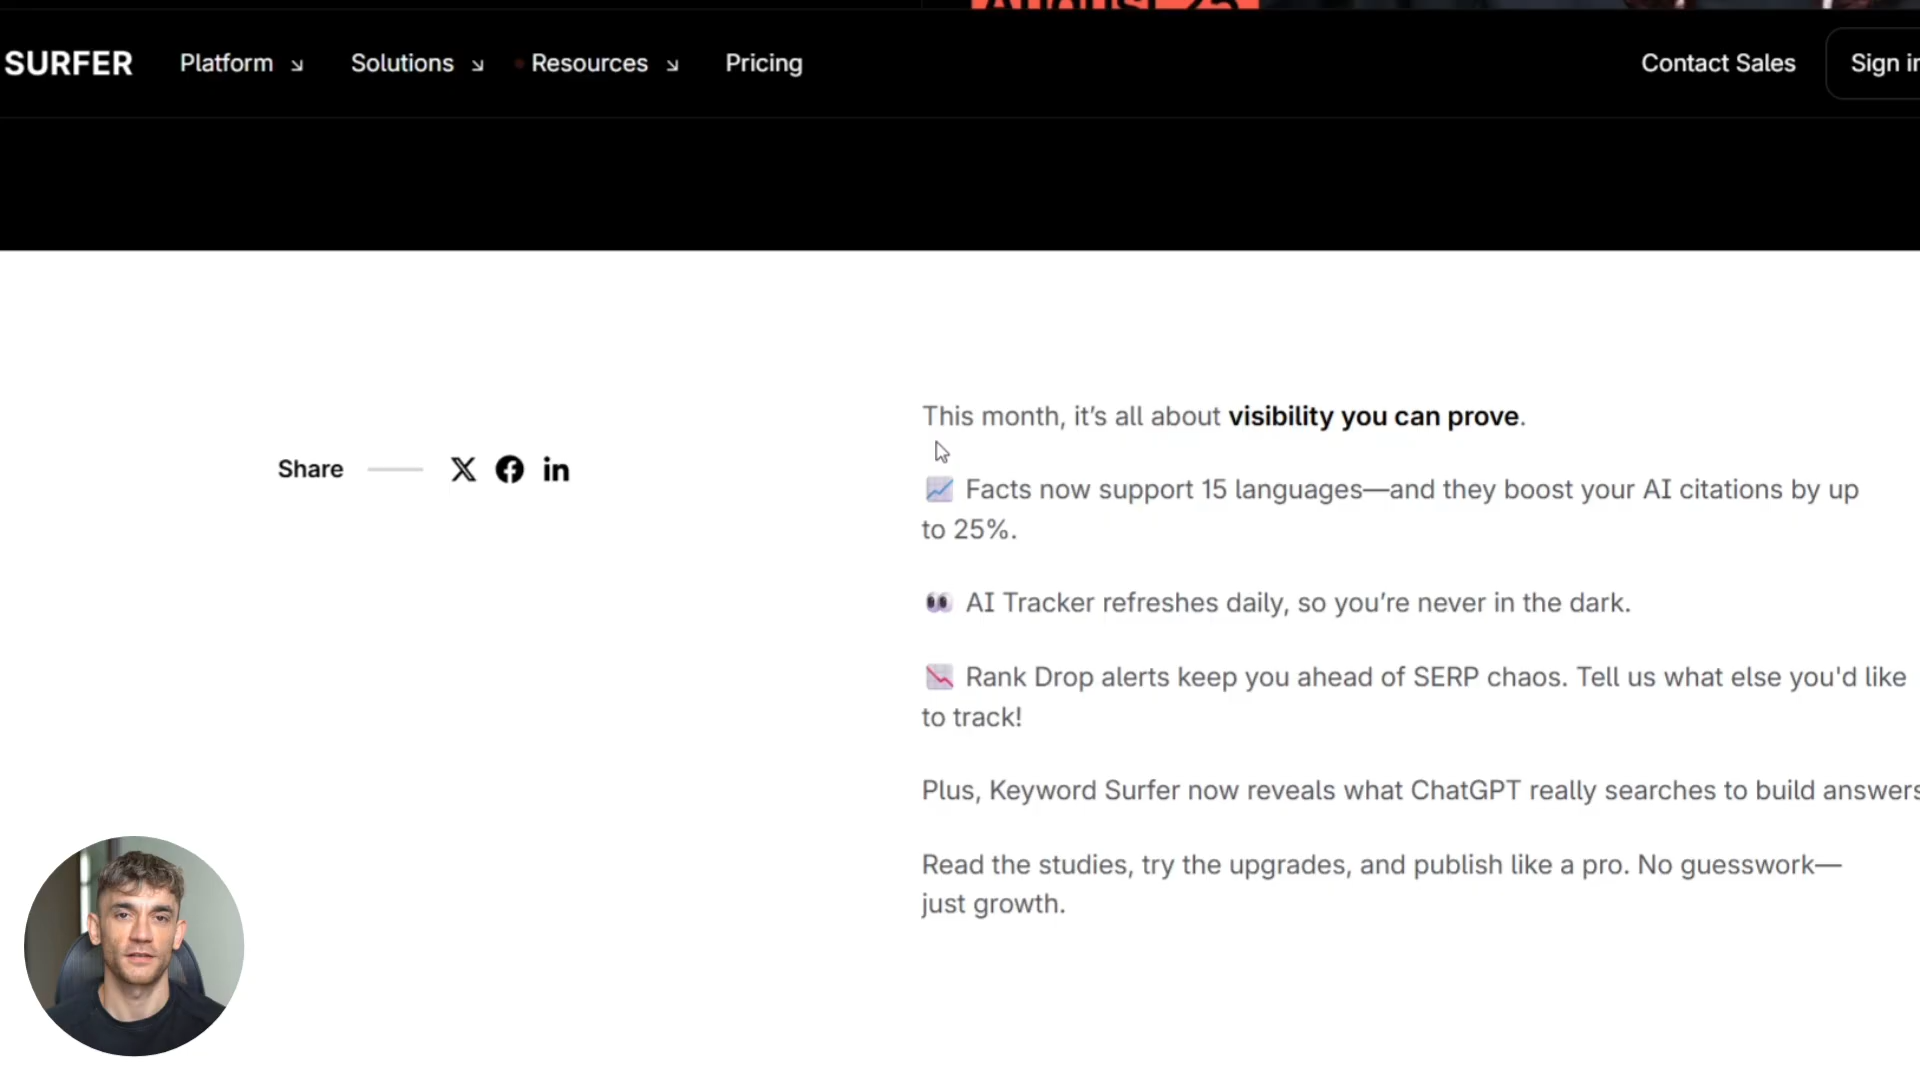 August 25
SURFER Platform Solutions Resources Pricing Contact Sales Sign in
This month, it’s all about visibility you can prove.
Share
Facts now support 15 languages—and they boost your AI citations by up
to 25%.
AI Tracker refreshes daily, so you’re never in the dark.
Rank Drop alerts keep you ahead of SERP chaos. Tell us what else you'd like
to track!
Plus, Keyword Surfer now reveals what ChatGPT really searches to build answers
Read the studies, try the upgrades, and publish like a pro. No guesswork—
just growth.